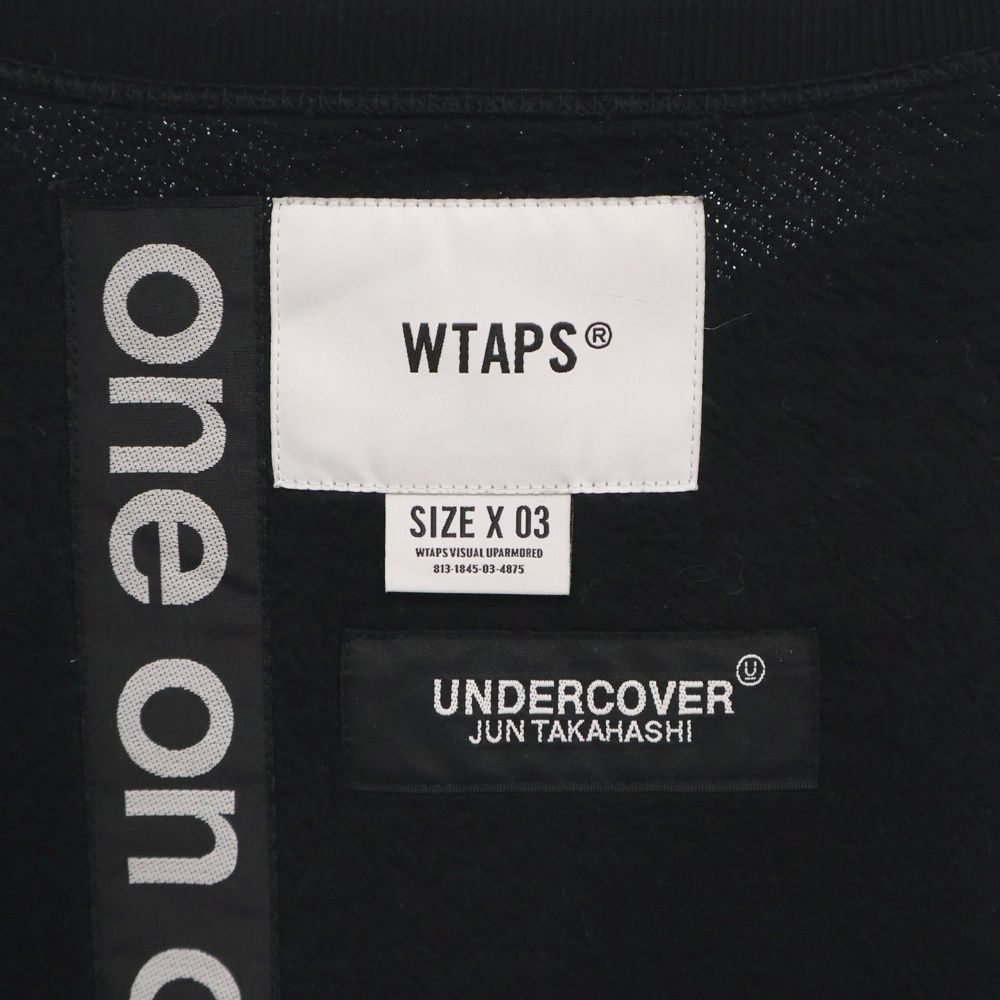 one on o
WTAPS®
SIZE X 03
WTAPS VISUAL UPARMORED
813-1845-03-4875
UNDERCOVER Ⓤ
JUN TAKAHASHI